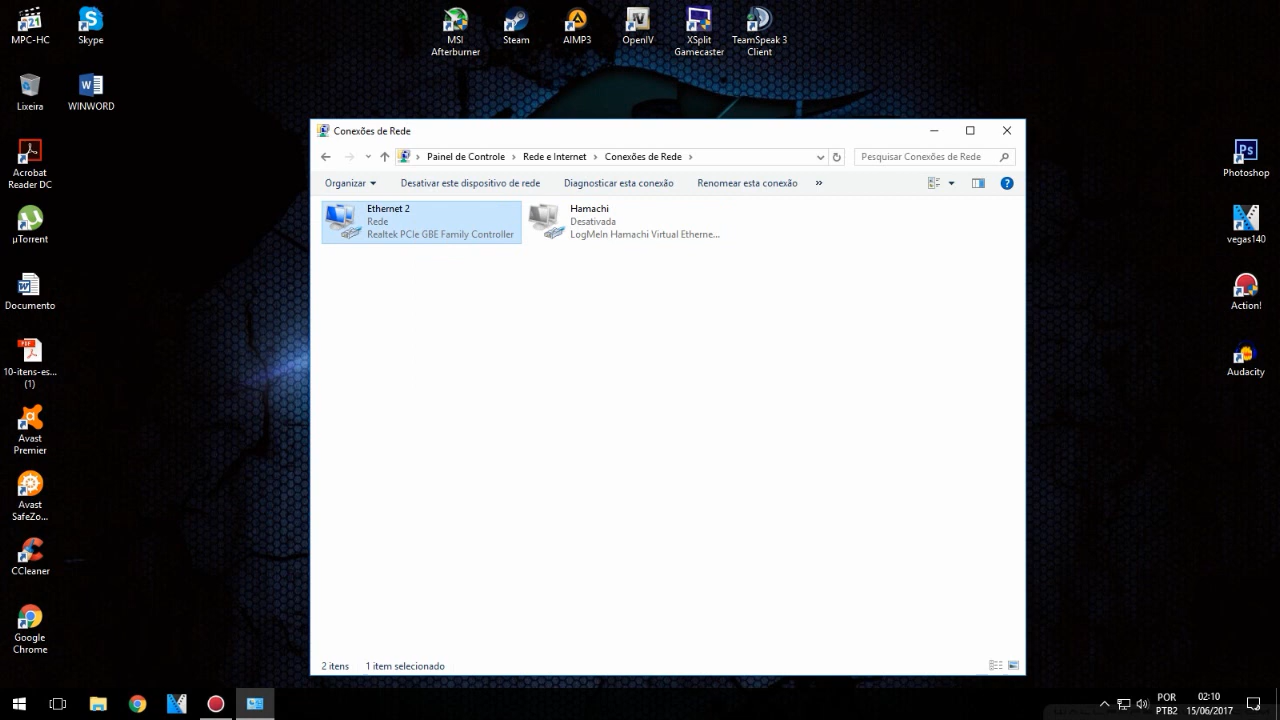 MPC-HC
Skype
MSI
Afterburner
Steam
AIMP3
OpenIV
XSplit
Gamecaster
TeamSpeak 3
Client
Lixeira
WINWORD
Acrobat
Reader DC
µTorrent
Documento
10-itens-es...
(1)
Avast
Premier
Avast
SafeZo...
CCleaner
Google
Chrome
Conexões de Rede
Painel de Controle
Rede e Internet
Conexões de Rede
Pesquisar Conexões de Rede
Organizar
Desativar este dispositivo de rede
Diagnosticar esta conexão
Renomear esta conexão
»
Ethernet 2
Rede
Realtek PCIe GBE Family Controller
Hamachi
Desativada
LogMeIn Hamachi Virtual Etherne...
2 itens
1 item selecionado
Photoshop
vegas140
Action!
Audacity
POR
PTB2
02:10
15/06/2017